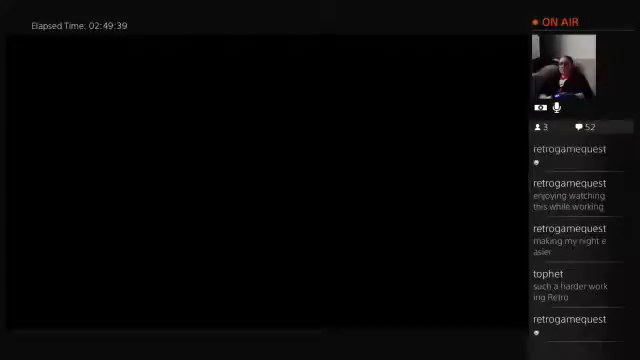 Elapsed Time: 02:49:39
ON AIR
3
52
retrogamequest
retrogamequest
enjoying watching
this while working
retrogamequest
making my night e
asier
tophet
such a harder work
ing Retro
retrogamequest